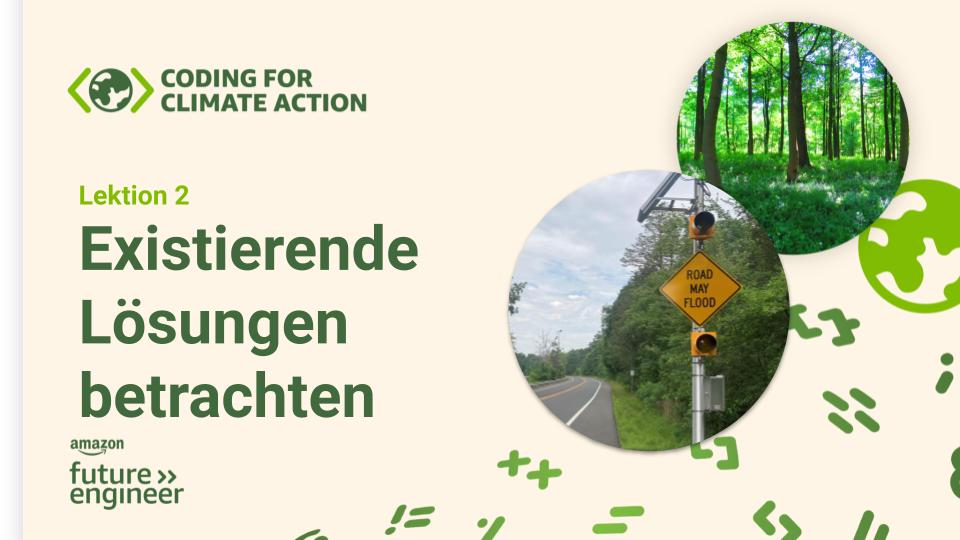 CODING FOR
CLIMATE ACTION
Lektion 2
Existierende
Lösungen
betrachten
ROAD
MAY
FLOOD
amazon
future »
engineer